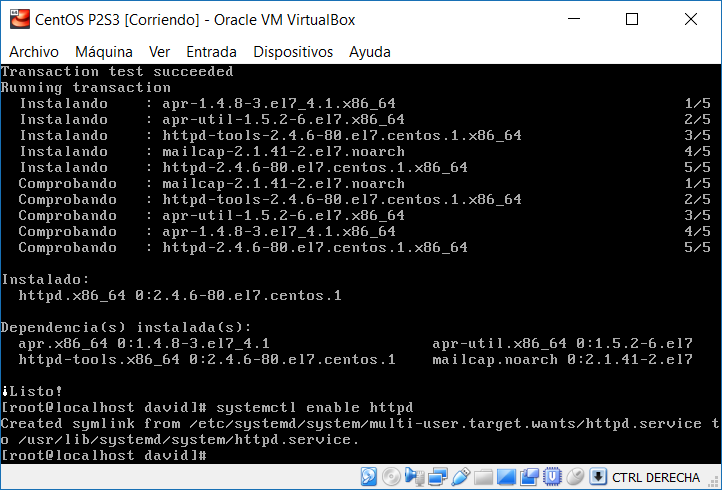 CentOS P2S3 [Corriendo] - Oracle VM VirtualBox
Archivo Máquina Ver Entrada Dispositivos Ayuda
Transaction test succeeded
Running transaction
  Instalando    : apr-1.4.8-3.el7_4.1.x86_64                                1/5
  Instalando    : apr-util-1.5.2-6.el7.x86_64                               2/5
  Instalando    : httpd-tools-2.4.6-80.el7.centos.1.x86_64                  3/5
  Instalando    : mailcap-2.1.41-2.el7.noarch                               4/5
  Instalando    : httpd-2.4.6-80.el7.centos.1.x86_64                        5/5
  Comprobando   : mailcap-2.1.41-2.el7.noarch                               1/5
  Comprobando   : httpd-tools-2.4.6-80.el7.centos.1.x86_64                  2/5
  Comprobando   : apr-util-1.5.2-6.el7.x86_64                               3/5
  Comprobando   : apr-1.4.8-3.el7_4.1.x86_64                                4/5
  Comprobando   : httpd-2.4.6-80.el7.centos.1.x86_64                        5/5
Instalado:
  httpd.x86_64 0:2.4.6-80.el7.centos.1
Dependencia(s) instalada(s):
  apr.x86_64 0:1.4.8-3.el7_4.1                  apr-util.x86_64 0:1.5.2-6.el7
  httpd-tools.x86_64 0:2.4.6-80.el7.centos.1    mailcap.noarch 0:2.1.41-2.el7
¡Listo!
[root@localhost david]# systemctl enable httpd
Created symlink from /etc/systemd/system/multi-user.target.wants/httpd.service t
o /usr/lib/systemd/system/httpd.service.
[root@localhost david]#
CTRL DERECHA